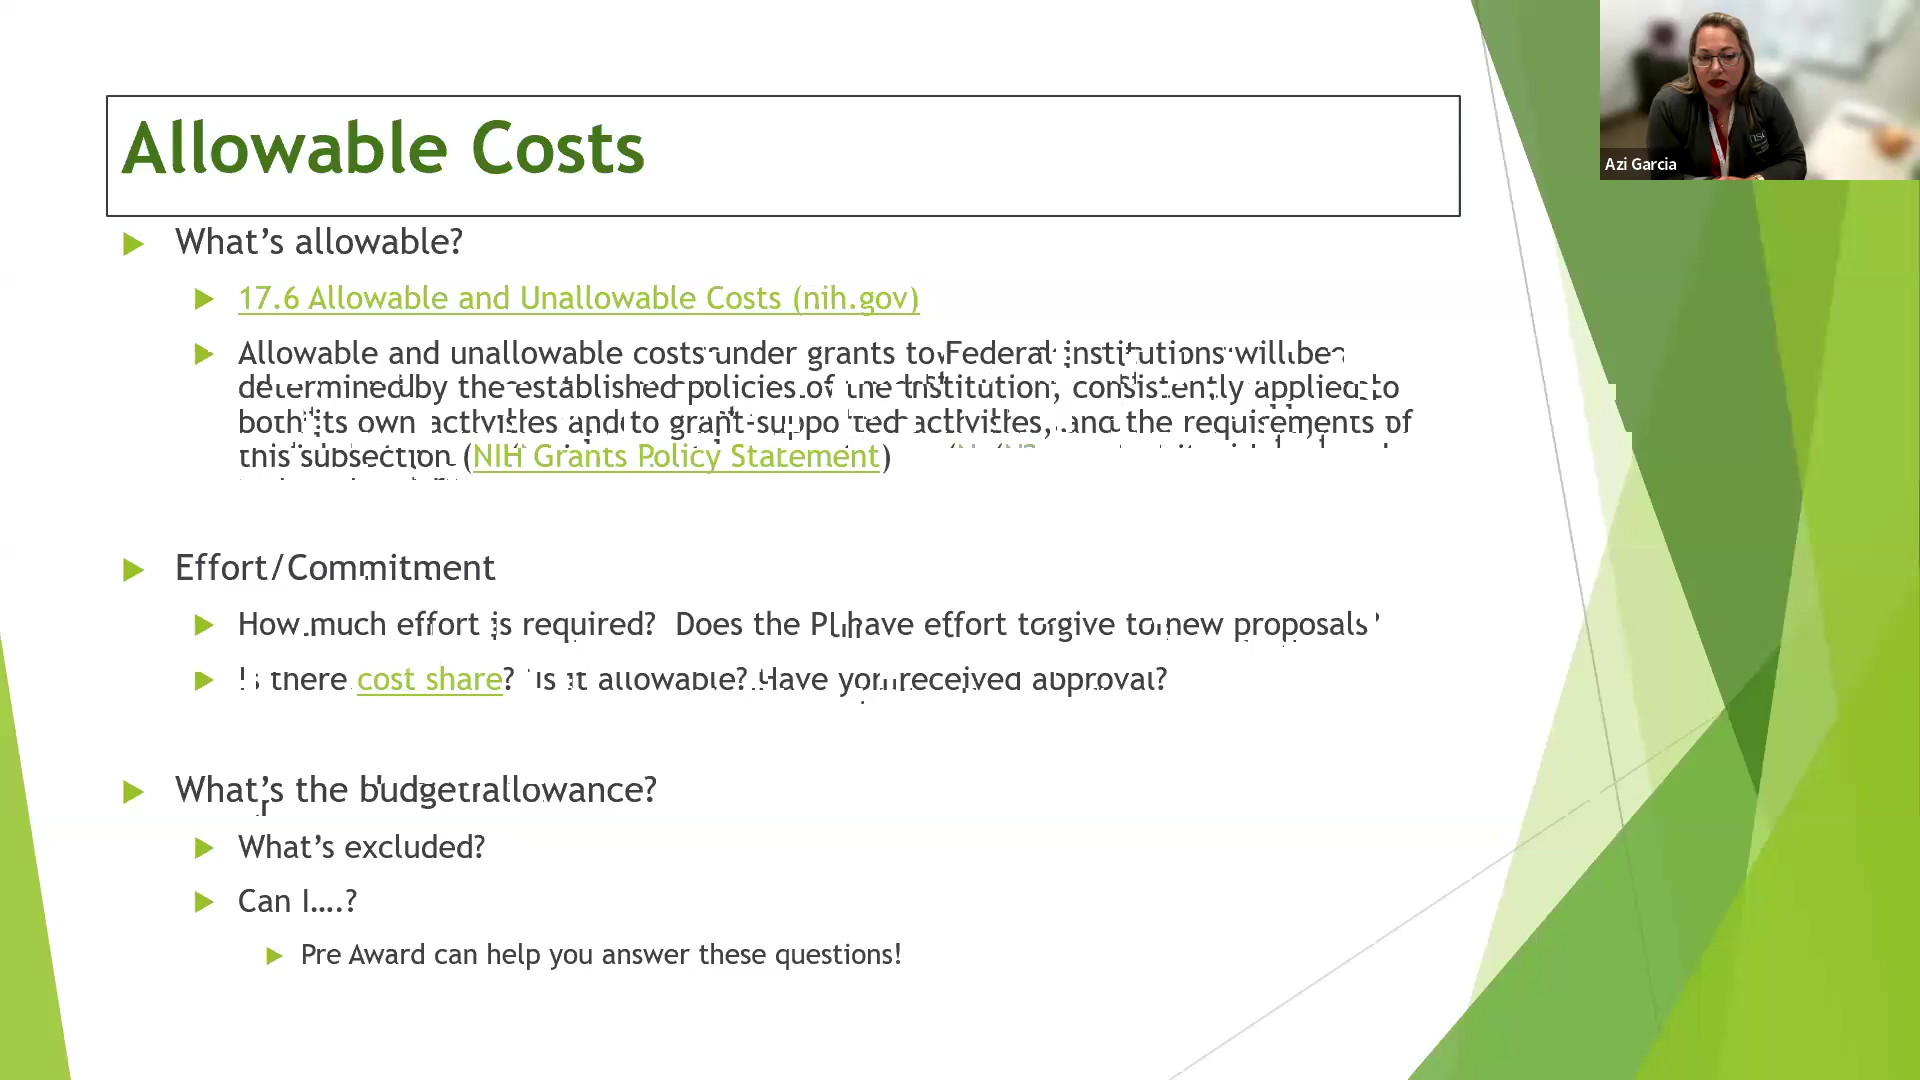 Allowable Costs
What's allowable?
17.6 Allowable and Unallowable Costs (nih.gov)
Allowable and unallowable costs under grants to Federal institutions will be
determined by the established policies of the institution, consistently applied to
both its own activities and to grant-supported activities, and the requirements of
this subsection (NIH Grants Policy Statement)
Effort/Commitment
How much effort is required? Does the PI have effort to give to new proposals?
Is there cost share? Is it allowable? Have you received approval?
What's the budget allowance?
What's excluded?
Can I....?
Pre Award can help you answer these questions!
Azi Garcia